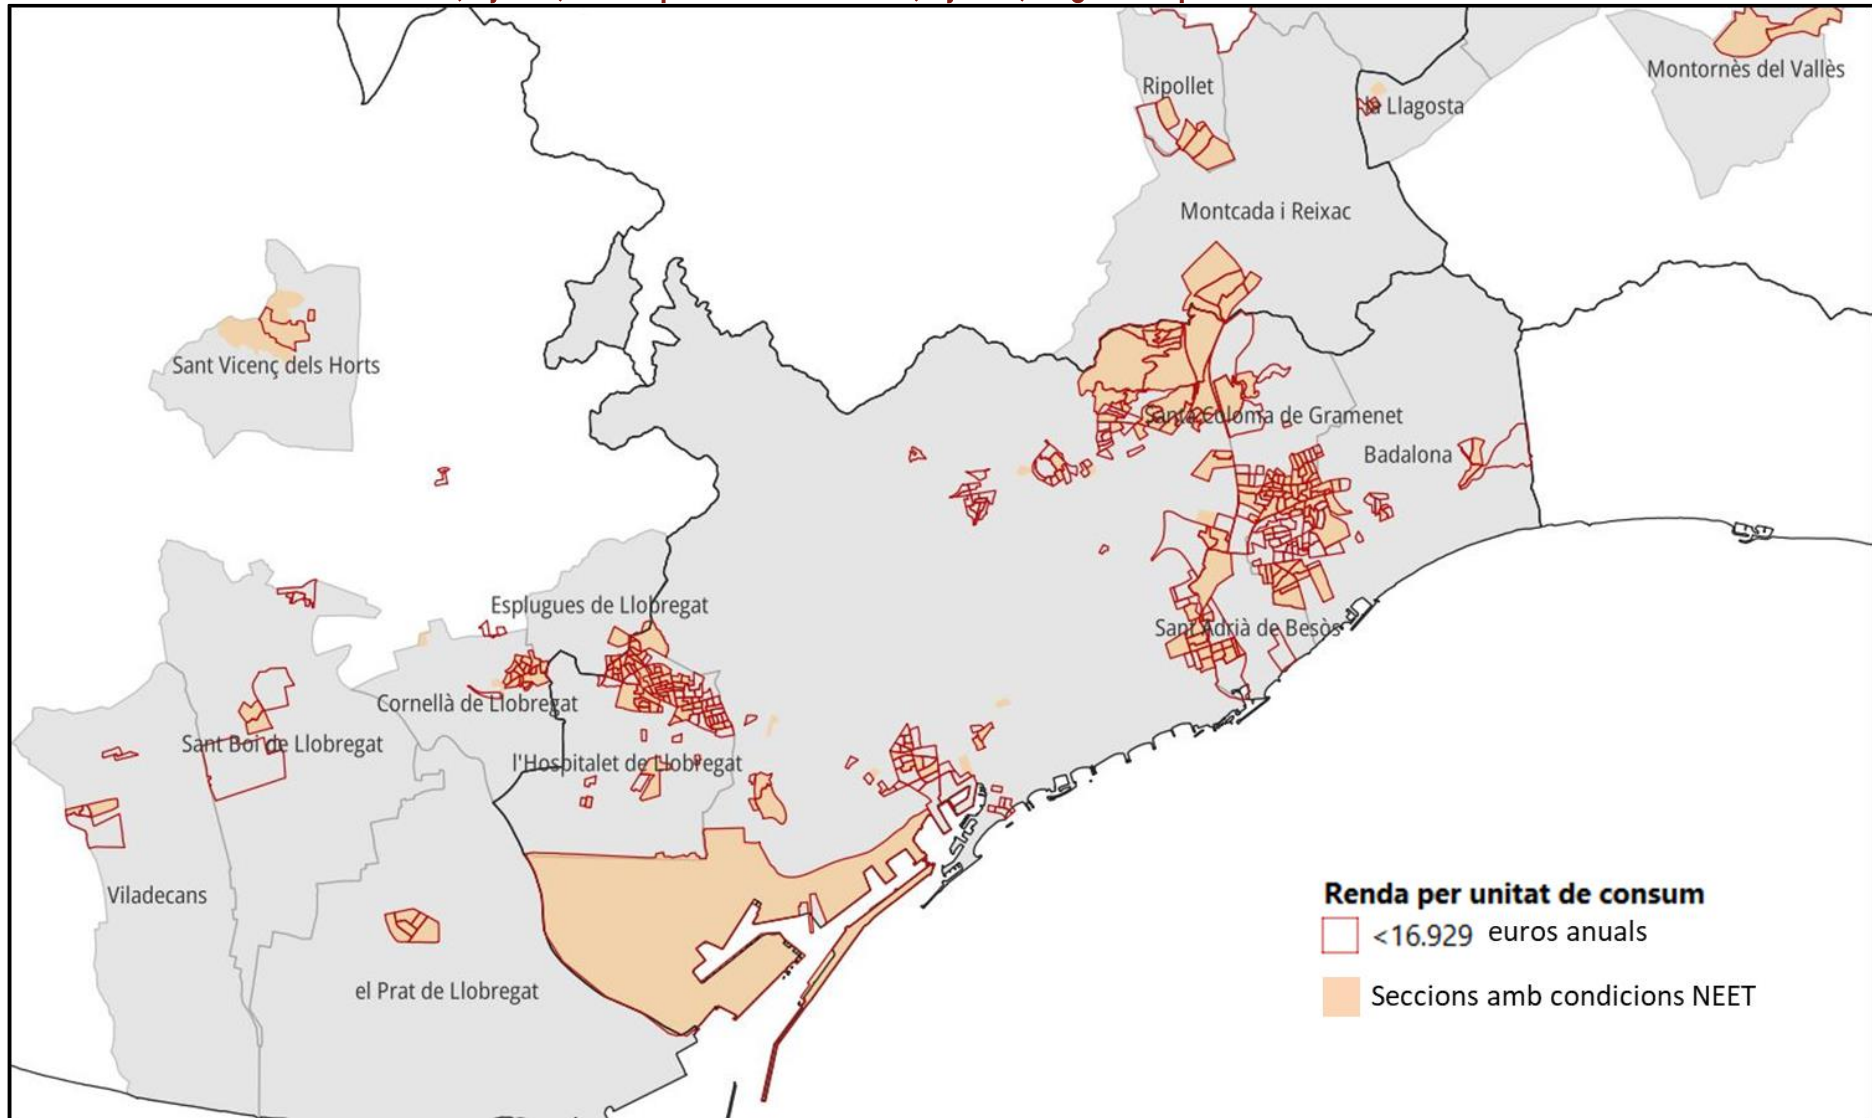 Ripollet
Montornès del Vallès
la Llagosta
Montcada i Reixac
Sant Vicenç dels Horts
Santa Coloma de Gramenet
Badalona
Esplugues de Llobregat
Sant Adrià de Besòs
Cornellà de Llobregat
Sant Boi de Llobregat
l'Hospitalet de Llobregat
Viladecans
el Prat de Llobregat
Renda per unitat de consum
<16.929 euros anuals
Seccions amb condicions NEET